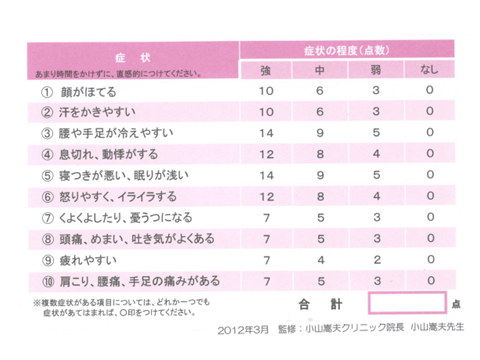 症 状
症状の程度(点数)
あまり時間をかけずに、直感的につけてください。
強 中 弱 なし
① 顔がほてる 10 6 3 0
② 汗をかきやすい 10 6 3 0
③ 腰や手足が冷えやすい 14 9 5 0
④ 息切れ、動悸がする 12 8 4 0
⑤ 寝つきが悪い、眠りが浅い 14 9 5 0
⑥ 怒りやすく、イライラする 12 8 4 0
⑦ くよくよしたり、憂うつになる 7 5 3 0
⑧ 頭痛、めまい、吐き気がよくある 7 5 3 0
⑨ 疲れやすい 7 4 2 0
⑩ 肩こり、腰痛、手足の痛みがある 7 5 3 0
※複数症状がある項目については、どれか一つでも
症状があてはまれば、〇印をつけてください。
合 計 点
2012年3月 監修:小山嵩夫クリニック院長 小山嵩夫先生